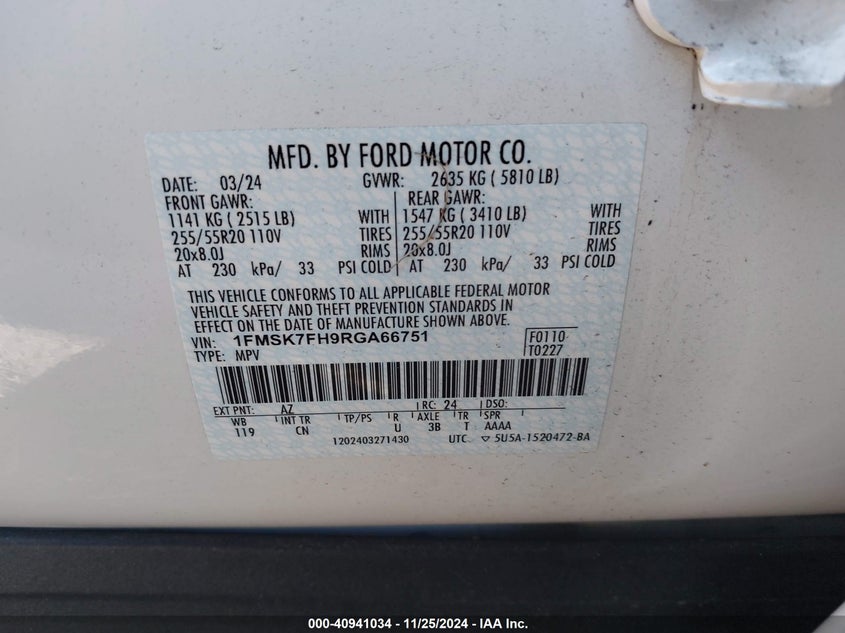 MFD. BY FORD MOTOR CO.
DATE: 03/24 GVWR: 2635 KG ( 5810 LB)
FRONT GAWR: REAR GAWR:
1141 KG ( 2515 LB) WITH 1547 KG ( 3410 LB) WITH
255/55R20 110V TIRES 255/55R20 110V TIRES
20x8.0J RIMS 20x8.0J RIMS
AT 230 kPa/ 33 PSI COLD AT 230 kPa/ 33 PSI COLD
THIS VEHICLE CONFORMS TO ALL APPLICABLE FEDERAL MOTOR
VEHICLE SAFETY AND THEFT PREVENTION STANDARDS IN
EFFECT ON THE DATE OF MANUFACTURE SHOWN ABOVE.
VIN: 1FMSK7FH9RGA66751 F0110
TYPE: MPV T0227
EXT PNT: AZ RC: 24 DSO:
WB INT TR TP/PS R AXLE TR SPR
119 CN U 3B T AAAA
1202403271430 UTC ▽ 5U5A-1520472-BA
000-40941034 — 11/25/2024 — IAA Inc.